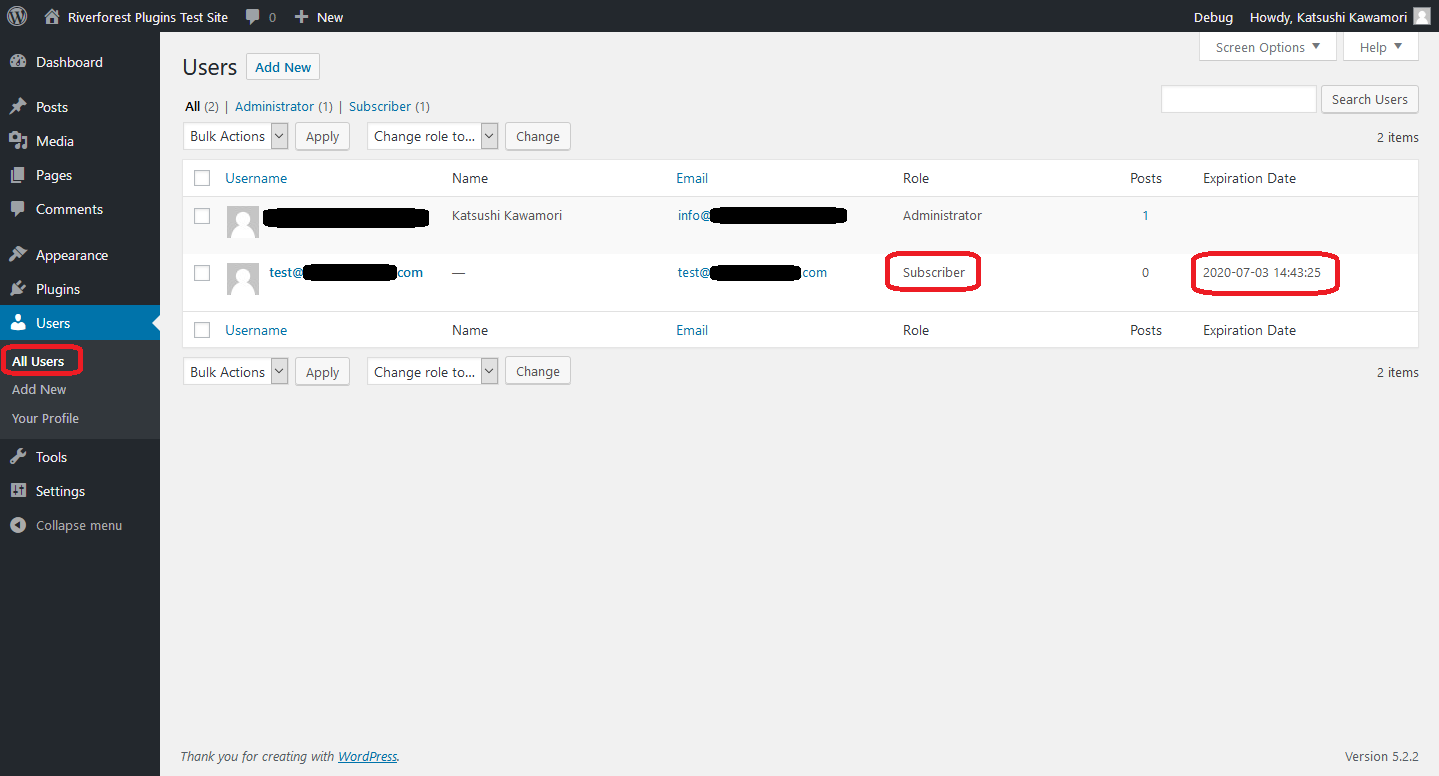 Riverforest Plugins Test Site 0 New Debug Howdy, Katsushi Kawamori
Dashboard
Posts
Media
Pages
Comments
Appearance
Plugins
Users
All Users
Add New
Your Profile
Tools
Settings
Collapse menu
Screen Options Help
Users Add New
All (2) | Administrator (1) | Subscriber (1)
Search Users
Bulk Actions Apply Change role to... Change 2 items
Username Name Email Role Posts Expiration Date
Katsushi Kawamori info@ Administrator 1
test@ com — test@ com Subscriber 0 2020-07-03 14:43:25
Username Name Email Role Posts Expiration Date
Bulk Actions Apply Change role to... Change 2 items
Thank you for creating with WordPress. Version 5.2.2